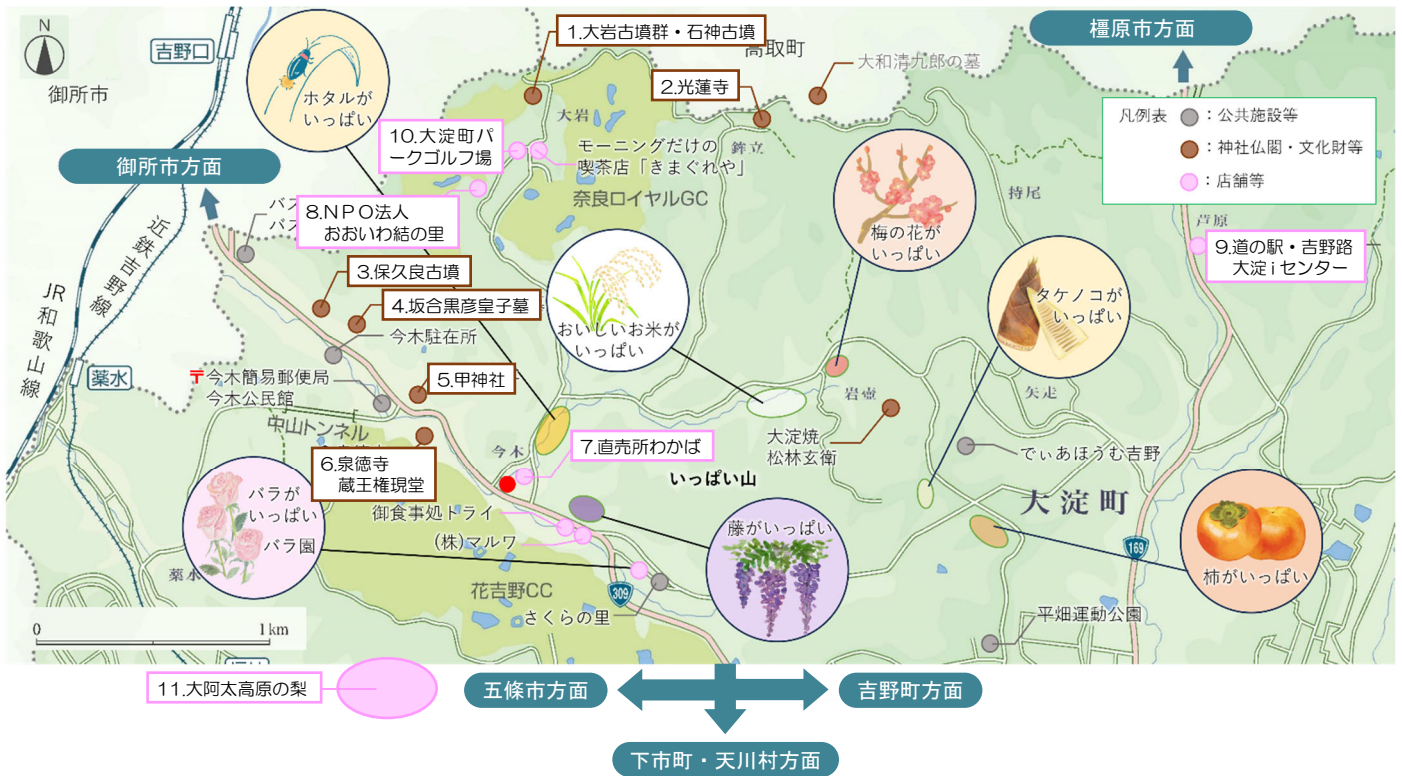 N
御所市
吉野口
御所市方面
近鉄吉野線
JR和歌山線
薬水
ホタルが
いっぱい
1.大岩古墳群・石神古墳
高取町
大和清九郎の墓
2.光蓮寺
大岩
鉾立
10.大淀町パ
ークゴルフ場
モーニングだけの
喫茶店「きまぐれや」
奈良ロイヤルGC
8.NPO法人
おおいわ結の里
バ
バ
橿原市方面
凡例表
:公共施設等
:神社仏閣・文化財等
:店舗等
持尾
芦原
9.道の駅・吉野路
大淀iセンター
梅の花が
いっぱい
タケノコが
いっぱい
おいしいお米が
いっぱい
3.保久良古墳
4.坂合黒彦皇子墓
今木駐在所
〒今木簡易郵便局
今木公民館
5.甲神社
中山トンネル
6.泉徳寺
蔵王権現堂
今木
7.直売所わかば
いっぱい山
岩壺
大淀焼
松林玄衛
矢走
でぃあほうむ吉野
大淀町
169
柿がいっぱい
バラが
いっぱい
バラ園
薬水
御食事処トライ
(株)マルワ
藤がいっぱい
花吉野CC
309
さくらの里
平畑運動公園
0
1km
11.大阿太高原の梨
五條市方面
吉野町方面
下市町・天川村方面